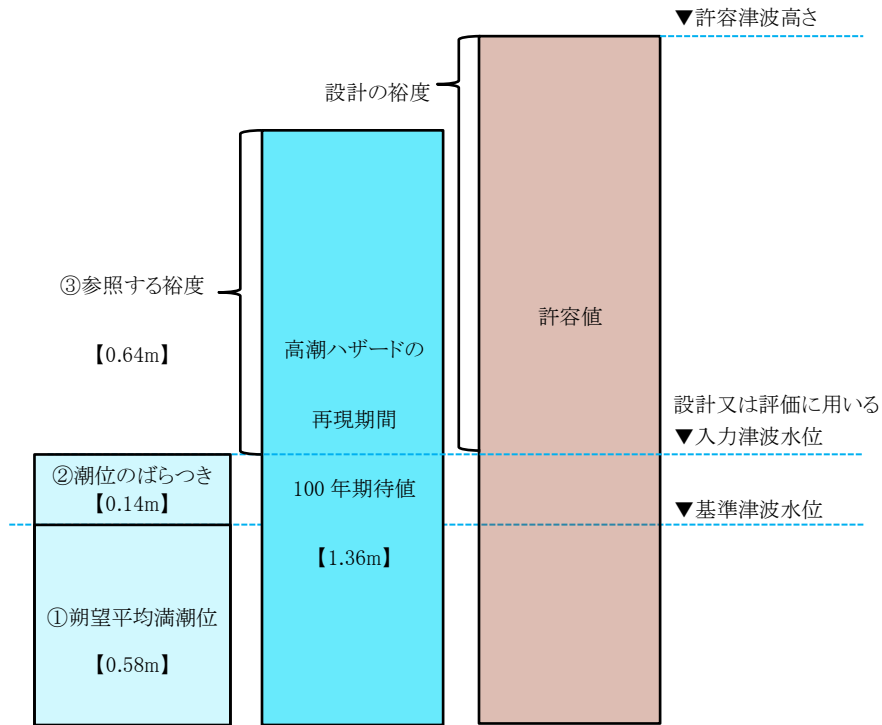 ▼許容津波高さ
設計の裕度
③参照する裕度
【0.64m】
許容値
高潮ハザードの
再現期間
100 年期待値
【1.36m】
設計又は評価に用いる
▼入力津波水位
②潮位のばらつき
【0.14m】
▼基準津波水位
①朔望平均満潮位
【0.58m】